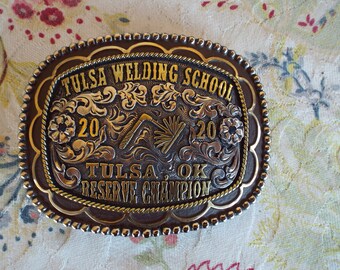 TULSA WELDING SCHOOL
20 20
TULSA, OK
RESERVE CHAMPION